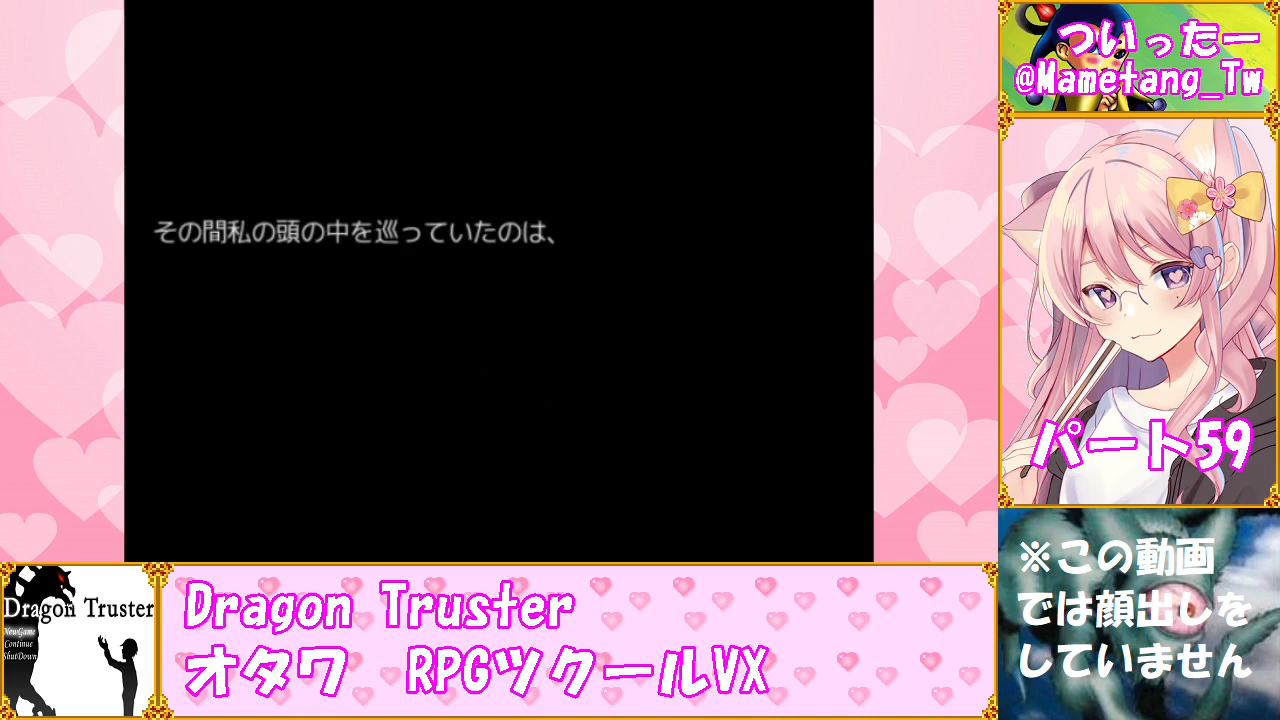 その間私の頭の中を巡っていたのは、
ついったー
@Mametang_Tw
パート59
※この動画
では顔出しを
していません
Dragon Truster
NewGame
Continue
ShutDown
Dragon Truster
オタワ　RPGツクールVX